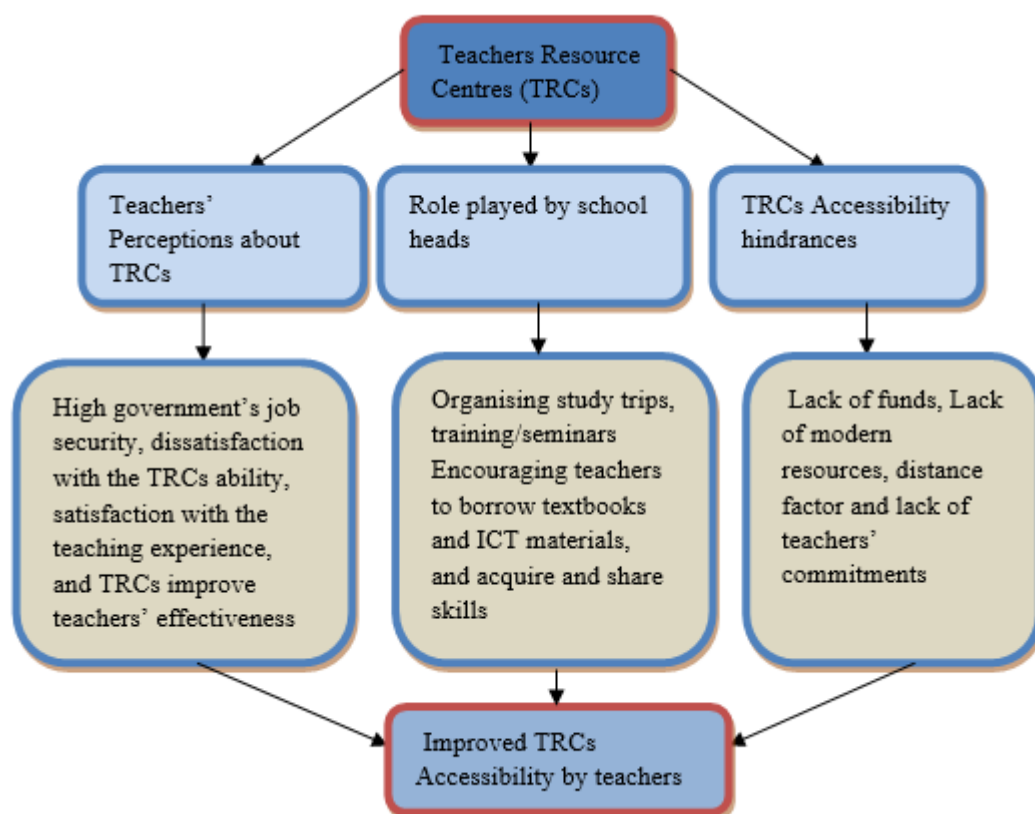 Teachers Resource
Centres (TRCs)
Teachers’
Perceptions about
TRCs
Role played by school
heads
TRCs Accessibility
hindrances
High government’s job
security, dissatisfaction
with the TRCs ability,
satisfaction with the
teaching experience,
and TRCs improve
teachers’ effectiveness
Organising study trips,
training/seminars
Encouraging teachers
to borrow textbooks
and ICT materials,
and acquire and share
skills
Lack of funds, Lack
of modern
resources, distance
factor and lack of
teachers’
commitments
Improved TRCs
Accessibility by teachers